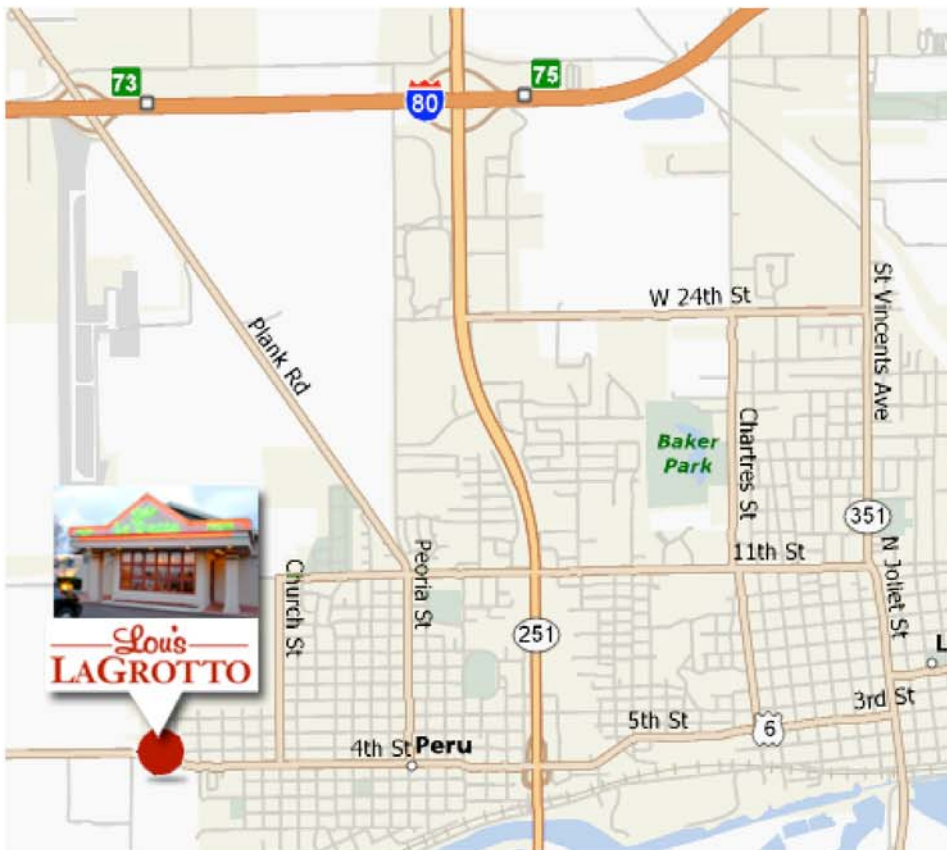 73
75
80
W 24th St
St Vincents Ave
Plank Rd
Baker
Park
Chartres St
351
11th St
N Joliet St
Peoria St
Church St
251
Lou's
LAGROTTO
3rd St
5th St
6
4th St
Peru
L